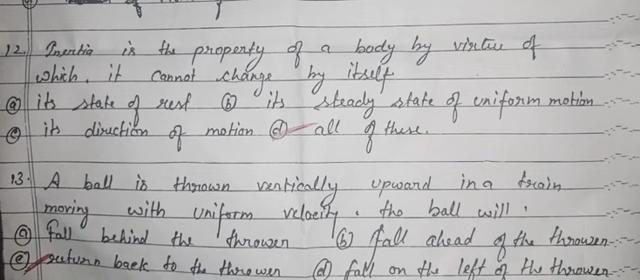 12. Inertia is the property of a body by virtue of
which, it cannot change by itself
(a) its state of rest (b) its steady state of uniform motion
(c) its direction of motion (d) all of these.
13. A ball is thrown vertically upward in a train
moving with uniform velocity. the ball will.
(a) fall behind the thrower (b) fall ahead of the thrower
(c) return back to the thrower (d) fall on the left of the thrower